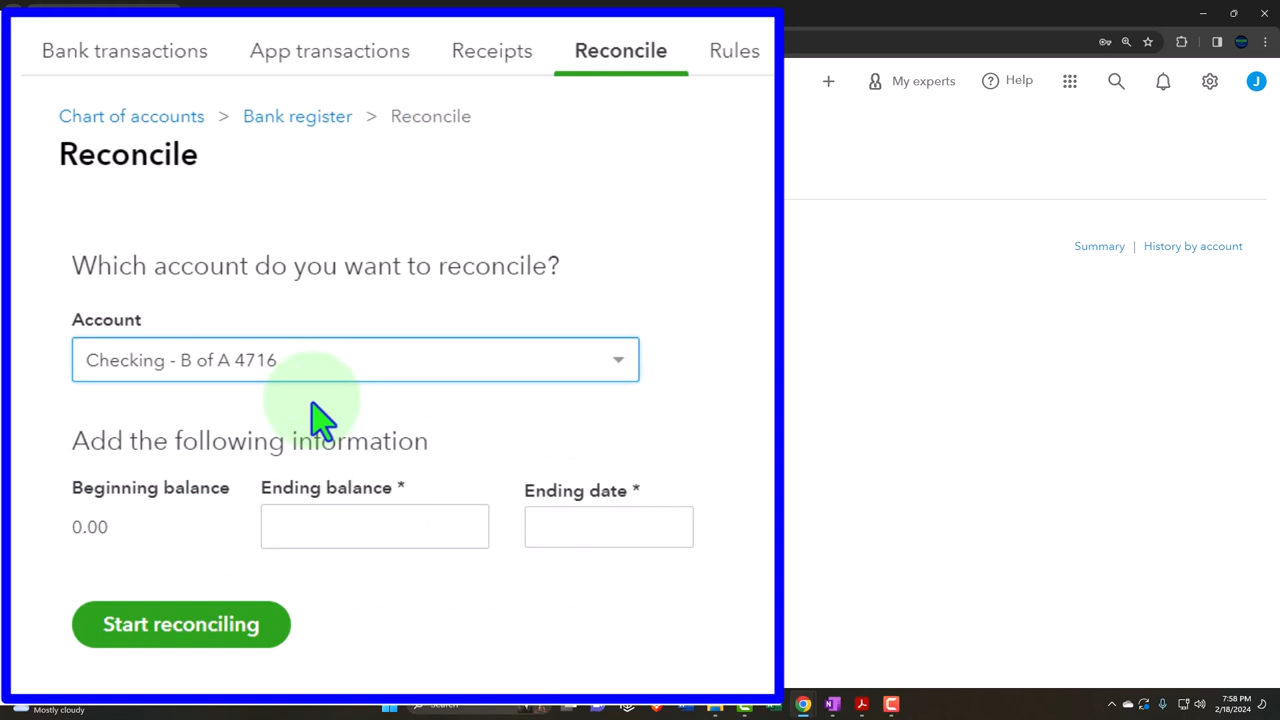 Bank transactions App transactions Receipts Reconcile Rules
My experts Help J
Chart of accounts > Bank register > Reconcile
Reconcile
Summary | History by account
Which account do you want to reconcile?
Account
Checking - B of A 4716
Add the following information
Beginning balance Ending balance * Ending date *
0.00
Start reconciling
Mostly cloudy Search 7:58 PM
2/18/2024